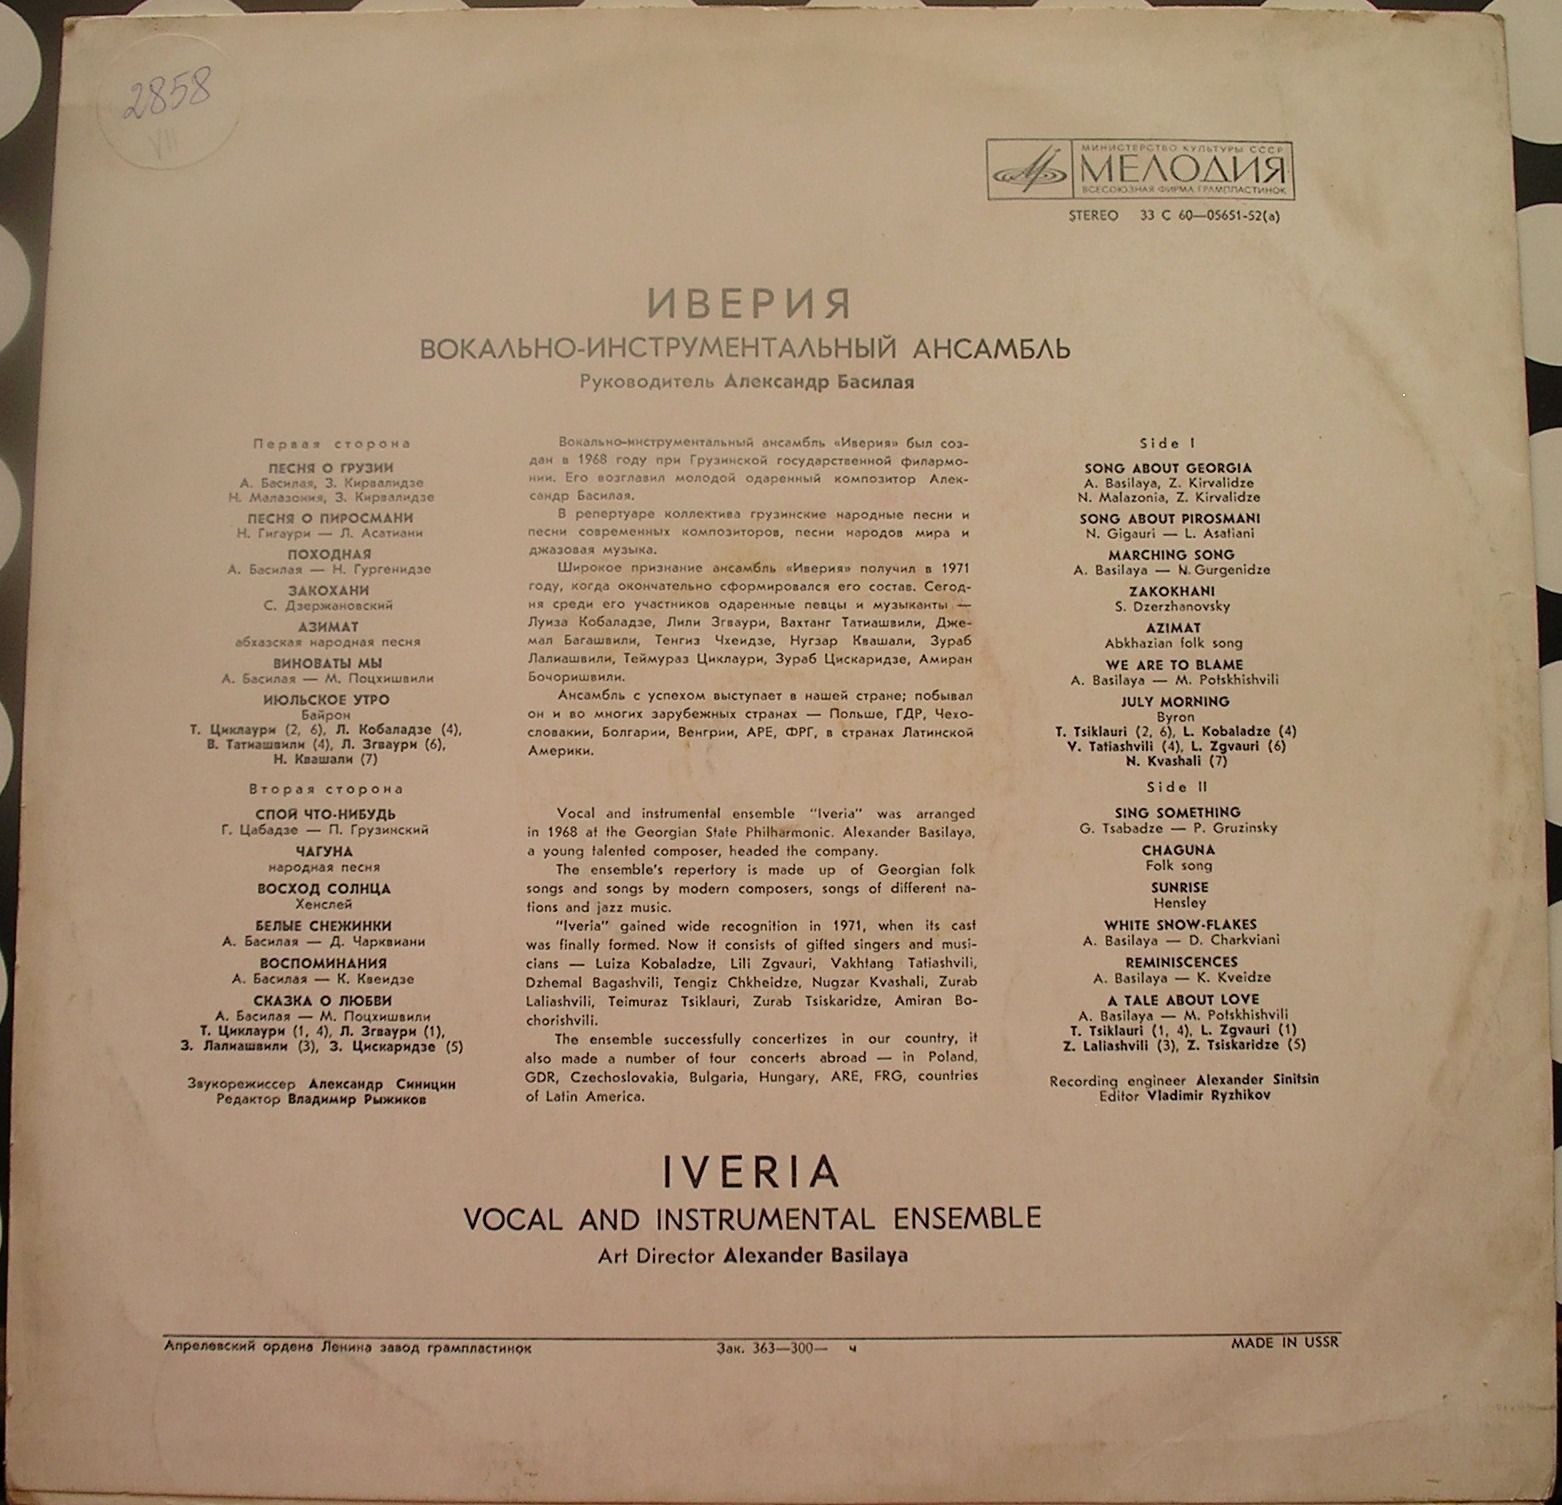 2858
VII
МИНИСТЕРСТВО КУЛЬТУРЫ СССР
МЕЛОДИЯ
ВСЕСОЮЗНАЯ ФИРМА ГРАМПЛАСТИНОК
STEREO 33 С 60—05651-52(а)
ИВЕРИЯ
ВОКАЛЬНО-ИНСТРУМЕНТАЛЬНЫЙ АНСАМБЛЬ
Руководитель Александр Басилая
Первая сторона
ПЕСНЯ О ГРУЗИИ
А. Басилая, З. Кирвалидзе
Н. Малазония, З. Кирвалидзе
ПЕСНЯ О ПИРОСМАНИ
Н. Гигаури — Л. Асатиани
ПОХОДНАЯ
А. Басилая — Н. Гургенидзе
ЗАКОХАНИ
С. Дзержановский
АЗИМАТ
абхазская народная песня
ВИНОВАТЫ МЫ
А. Басилая — М. Поцхишвили
ИЮЛЬСКОЕ УТРО
Байрон
Т. Циклаури (2, 6), Л. Кобаладзе (4),
В. Татиашвили (4), Л. Згваури (6),
Н. Квашали (7)
Вторая сторона
СПОЙ ЧТО-НИБУДЬ
Г. Цабадзе — П. Грузинский
ЧАГУНА
народная песня
ВОСХОД СОЛНЦА
Хенслей
БЕЛЫЕ СНЕЖИНКИ
А. Басилая — Д. Чарквиани
ВОСПОМИНАНИЯ
А. Басилая — К. Квеидзе
СКАЗКА О ЛЮБВИ
А. Басилая — М. Поцхишвили
Т. Циклаури (1, 4), Л. Згваури (1),
З. Лалиашвили (3), З. Цискаридзе (5)
Звукорежиссер Александр Синицин
Редактор Владимир Рыжиков
Вокально-инструментальный ансамбль «Иверия» был соз-
дан в 1968 году при Грузинской государственной филармо-
нии. Его возглавил молодой одаренный композитор Алек-
сандр Басилая.
В репертуаре коллектива грузинские народные песни и
песни современных композиторов, песни народов мира и
джазовая музыка.
Широкое признание ансамбль «Иверия» получил в 1971
году, когда окончательно сформировался его состав. Сегод-
ня среди его участников одаренные певцы и музыканты —
Луиза Кобаладзе, Лили Згваури, Вахтанг Татиашвили, Дже-
мал Багашвили, Тенгиз Чхеидзе, Нугзар Квашали, Зураб
Лалиашвили, Теймураз Циклаури, Зураб Цискаридзе, Амиран
Бочоришвили.
Ансамбль с успехом выступает в нашей стране; побывал
он и во многих зарубежных странах — Польше, ГДР, Чехо-
словакии, Болгарии, Венгрии, АРЕ, ФРГ, в странах Латинской
Америки.
Vocal and instrumental ensemble "Iveria" was arranged
in 1968 at the Georgian State Philharmonic. Alexander Basilaya,
a young talented composer, headed the company.
The ensemble's repertory is made up of Georgian folk
songs and songs by modern composers, songs of different na-
tions and jazz music.
"Iveria" gained wide recognition in 1971, when its cast
was finally formed. Now it consists of gifted singers and musi-
cians — Luiza Kobaladze, Lili Zgvauri, Vakhtang Tatiashvili,
Dzhemal Bagashvili, Tengiz Chkheidze, Nugzar Kvashali, Zurab
Laliashvili, Teimuraz Tsiklauri, Zurab Tsiskaridze, Amiran Bo-
chorishvili.
The ensemble successfully concertizes in our country, it
also made a number of tour concerts abroad — in Poland,
GDR, Czechoslovakia, Bulgaria, Hungary, ARE, FRG, countries
of Latin America.
Side I
SONG ABOUT GEORGIA
A. Basilaya, Z. Kirvalidze
N. Malazonia, Z. Kirvalidze
SONG ABOUT PIROSMANI
N. Gigauri — L. Asatiani
MARCHING SONG
A. Basilaya — N. Gurgenidze
ZAKOKHANI
S. Dzerzhanovsky
AZIMAT
Abkhazian folk song
WE ARE TO BLAME
A. Basilaya — M. Potskhishvili
JULY MORNING
Byron
T. Tsiklauri (2, 6), L. Kobaladze (4)
V. Tatiashvili (4), L. Zgvauri (6)
N. Kvashali (7)
Side II
SING SOMETHING
G. Tsabadze — P. Gruzinsky
CHAGUNA
Folk song
SUNRISE
Hensley
WHITE SNOW-FLAKES
A. Basilaya — D. Charkviani
REMINISCENCES
A. Basilaya — K. Kveidze
A TALE ABOUT LOVE
A. Basilaya — M. Potskhishvili
T. Tsiklauri (1, 4), L. Zgvauri (1)
Z. Laliashvili (3), Z. Tsiskaridze (5)
Recording engineer Alexander Sinitsin
Editor Vladimir Ryzhikov
IVERIA
VOCAL AND INSTRUMENTAL ENSEMBLE
Art Director Alexander Basilaya
Апрелевский ордена Ленина завод грампластинок
Зак. 363—300— ч
MADE IN USSR